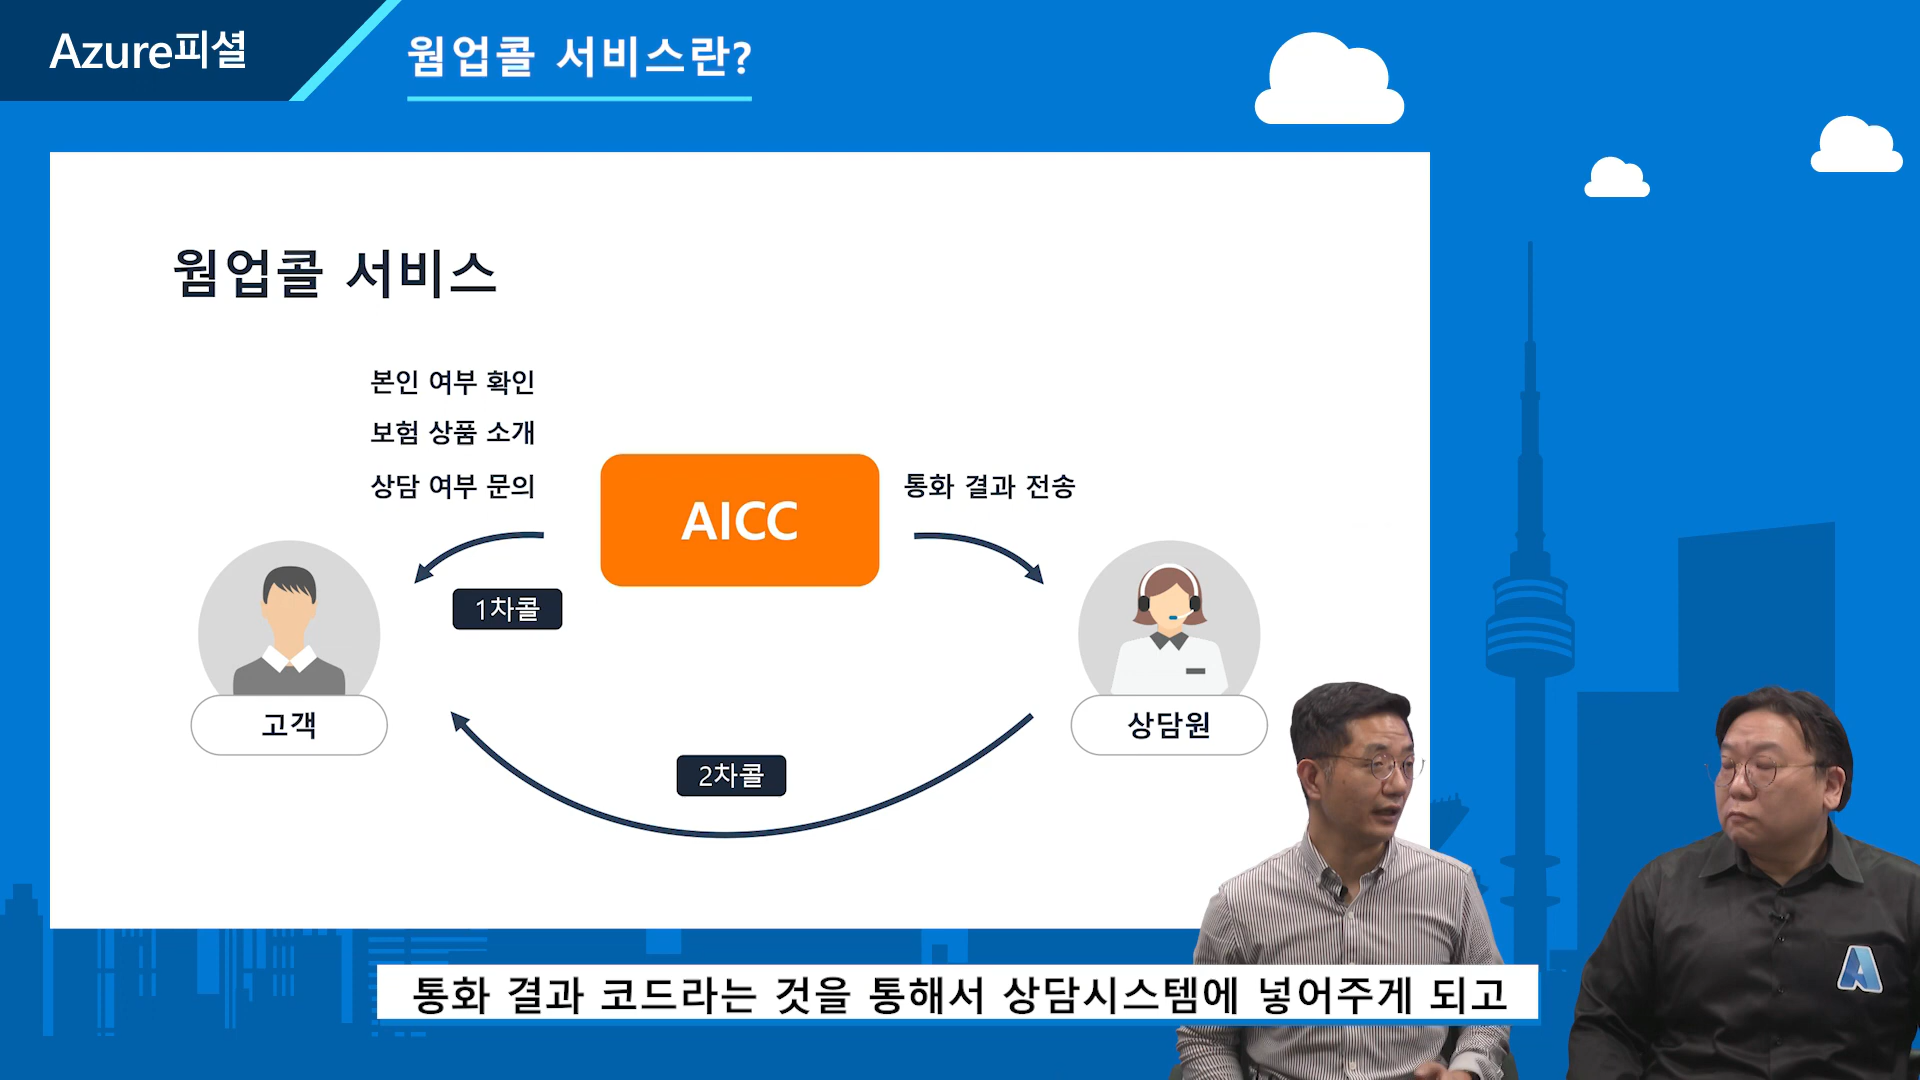 Azure피셜
웜업콜 서비스란?
웜업콜 서비스
본인 여부 확인
보험 상품 소개
상담 여부 문의
AICC
통화 결과 전송
1차콜
고객
상담원
2차콜
통화 결과 코드라는 것을 통해서 상담시스템에 넣어주게 되고